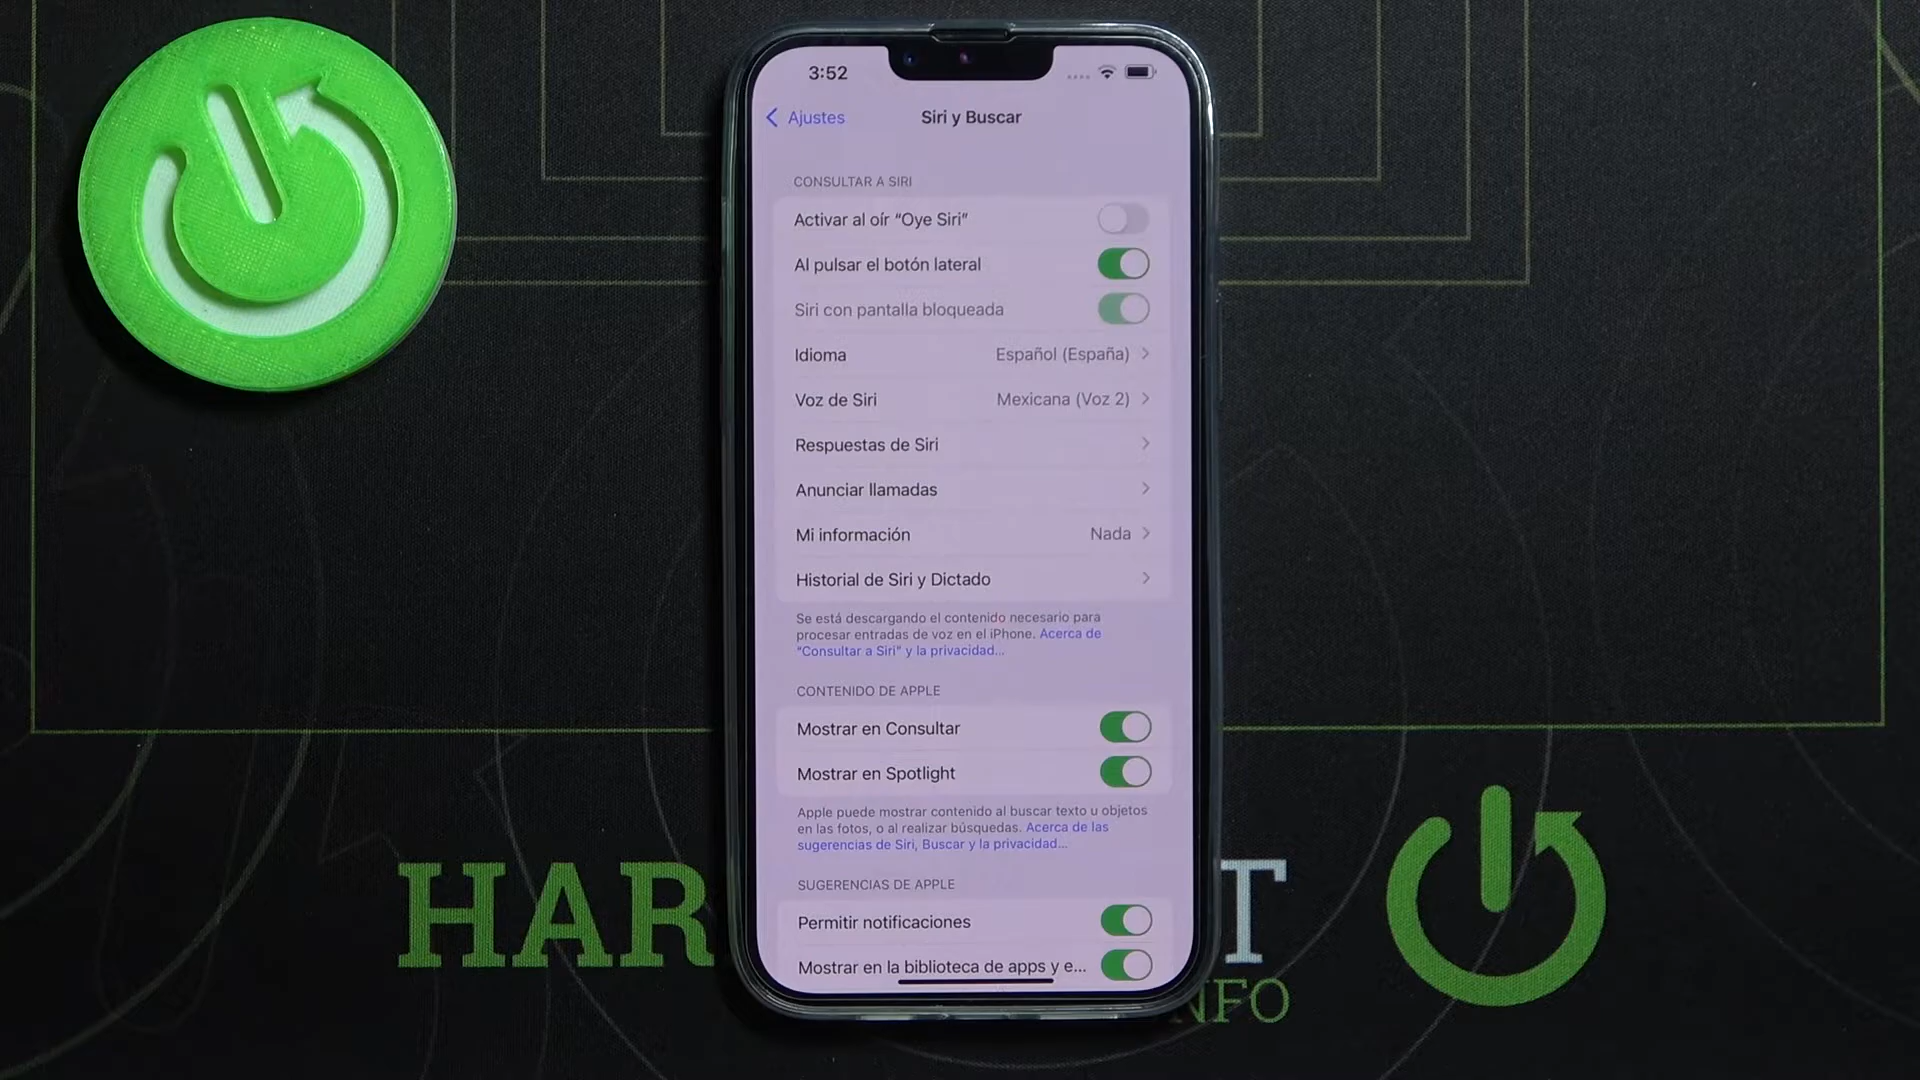 3:52
Ajustes
Siri y Buscar
CONSULTAR A SIRI
Activar al oír “Oye Siri”
Al pulsar el botón lateral
Siri con pantalla bloqueada
Idioma Español (España)
Voz de Siri Mexicana (Voz 2)
Respuestas de Siri
Anunciar llamadas
Mi información Nada
Historial de Siri y Dictado
Se está descargando el contenido necesario para
procesar entradas de voz en el iPhone. Acerca de
“Consultar a Siri” y la privacidad...
CONTENIDO DE APPLE
Mostrar en Consultar
Mostrar en Spotlight
Apple puede mostrar contenido al buscar texto u objetos
en las fotos, o al realizar búsquedas. Acerca de las
sugerencias de Siri, Buscar y la privacidad...
SUGERENCIAS DE APPLE
Permitir notificaciones
Mostrar en la biblioteca de apps y e...
HAR T
NFO